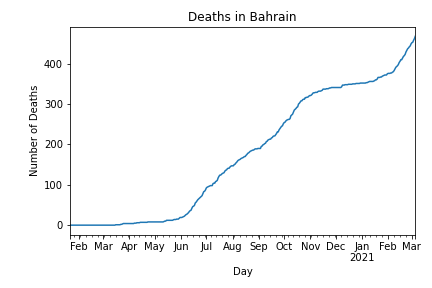 Deaths in Bahrain
Number of Deaths
400
300
200
100
0
Feb Mar Apr May Jun Jul Aug Sep Oct Nov Dec Jan Feb Mar
2021
Day